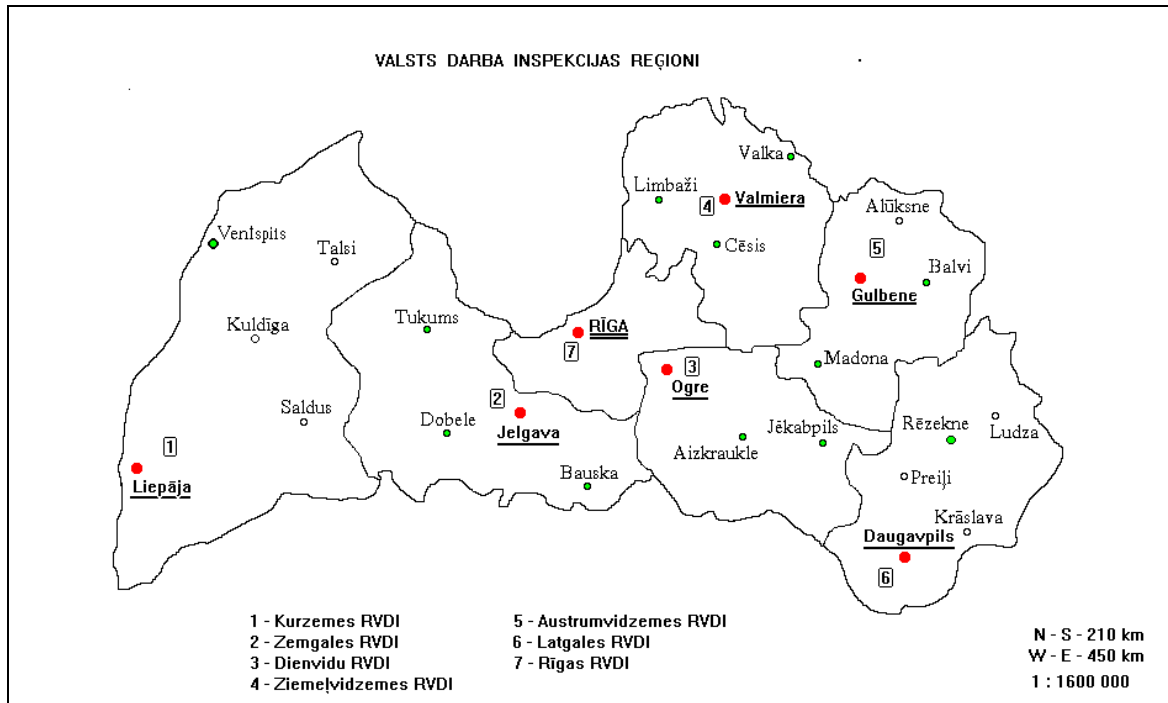 VALSTS DARBA INSPEKCIJAS REĢIONI
Valka
Limbaži
4
Valmiera
Alūksne
Ventspils
Talsi
Cēsis
5
Balvi
Gulbene
Kuldīga
Tukums
RĪGA
7
3
Madona
Ogre
Saldus
2
Dobele
Jelgava
Jēkabpils
Aizkraukle
Rēzekne
Ludza
1
Liepāja
Bauska
Preiļi
Krāslava
Daugavpils
6
1 - Kurzemes RVDI
2 - Zemgales RVDI
3 - Dienvidu RVDI
4 - Ziemeļvidzemes RVDI
5 - Austrumvidzemes RVDI
6 - Latgales RVDI
7 - Rīgas RVDI
N - S - 210 km
W - E - 450 km
1 : 1600 000